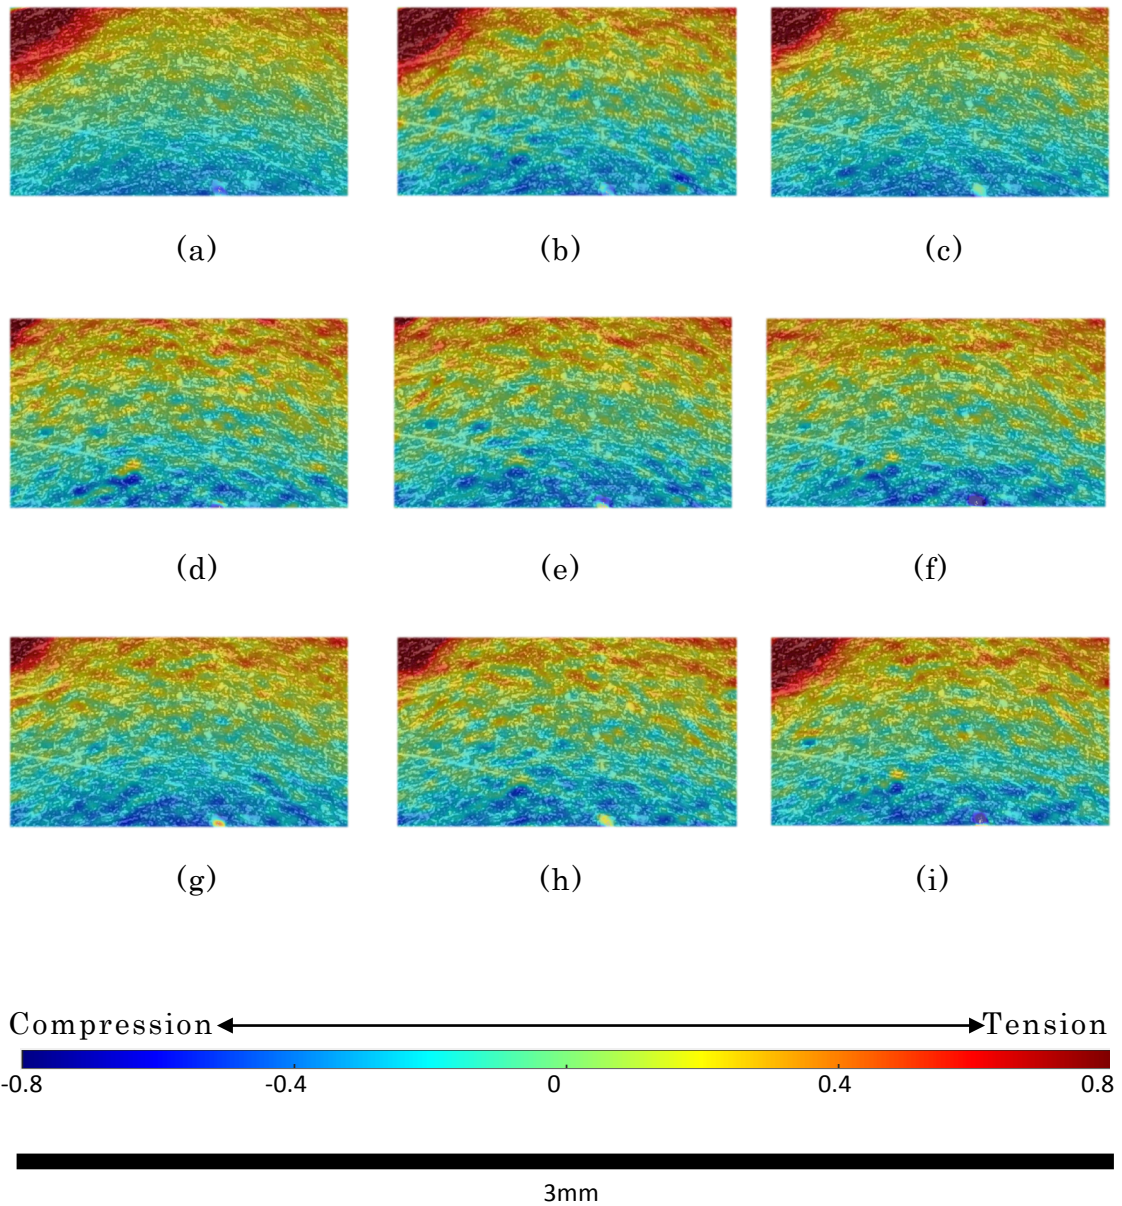 (a) (b) (c)
(d) (e) (f)
(g) (h) (i)
Compression Tension
-0.8 -0.4 0 0.4 0.8
3mm